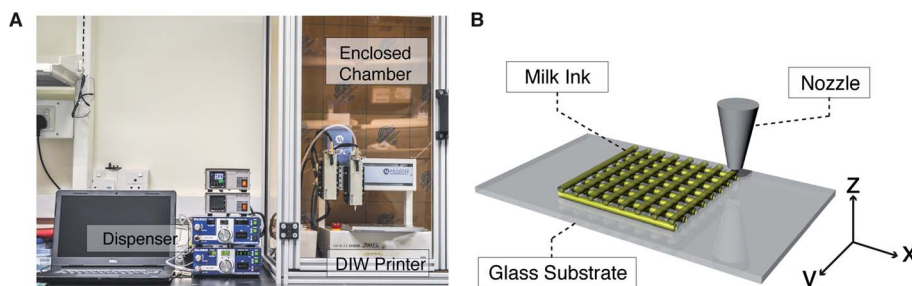 A
Enclosed
Chamber
Dispenser
DIW Printer
B
Milk Ink
Nozzle
Glass Substrate
Z
X
Y